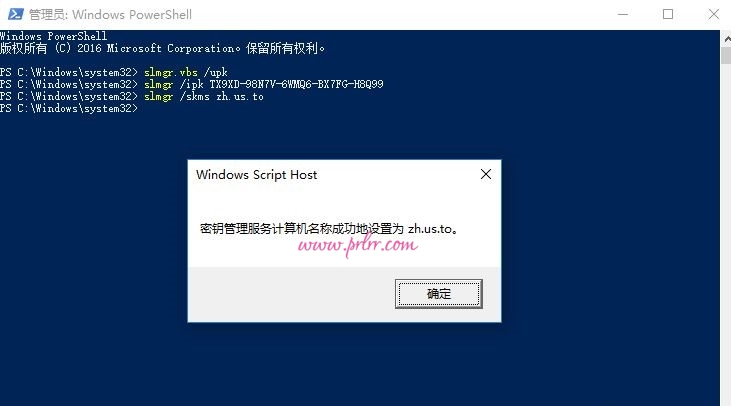 管理员: Windows PowerShell
Windows PowerShell
版权所有 (C) 2016 Microsoft Corporation。保留所有权利。
PS C:\Windows\system32> slmgr.vbs /upk
PS C:\Windows\system32> slmgr /ipk TX9XD-98N7V-6WMQ6-BX7FG-H8Q99
PS C:\Windows\system32> slmgr /skms zh.us.to
PS C:\Windows\system32>
Windows Script Host
密钥管理服务计算机名称成功地设置为 zh.us.to。
www.prlrr.com
确定